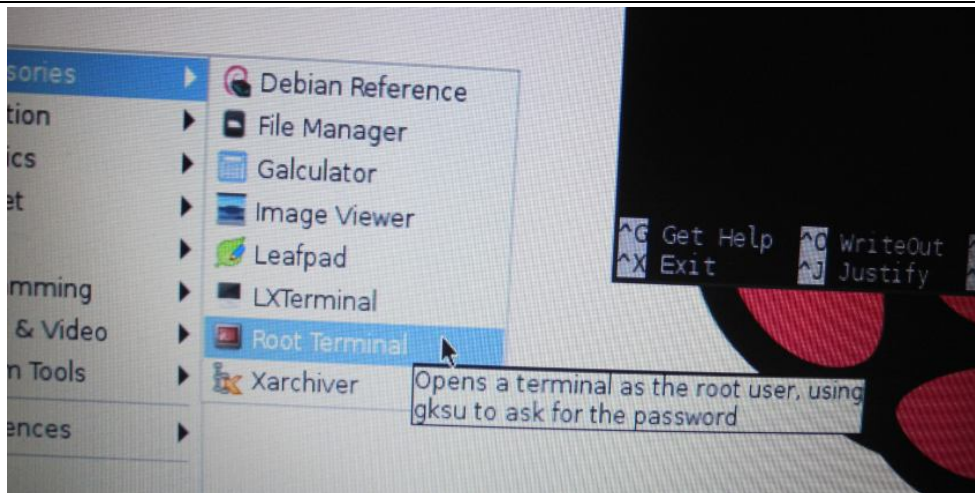 sories
tion
ics
et
mming
& Video
n Tools
ences
Debian Reference
File Manager
Galculator
Image Viewer
Leafpad
LXTerminal
Root Terminal
Xarchiver
Opens a terminal as the root user, using
gksu to ask for the password
^G Get Help ^O WriteOut
^X Exit ^J Justify